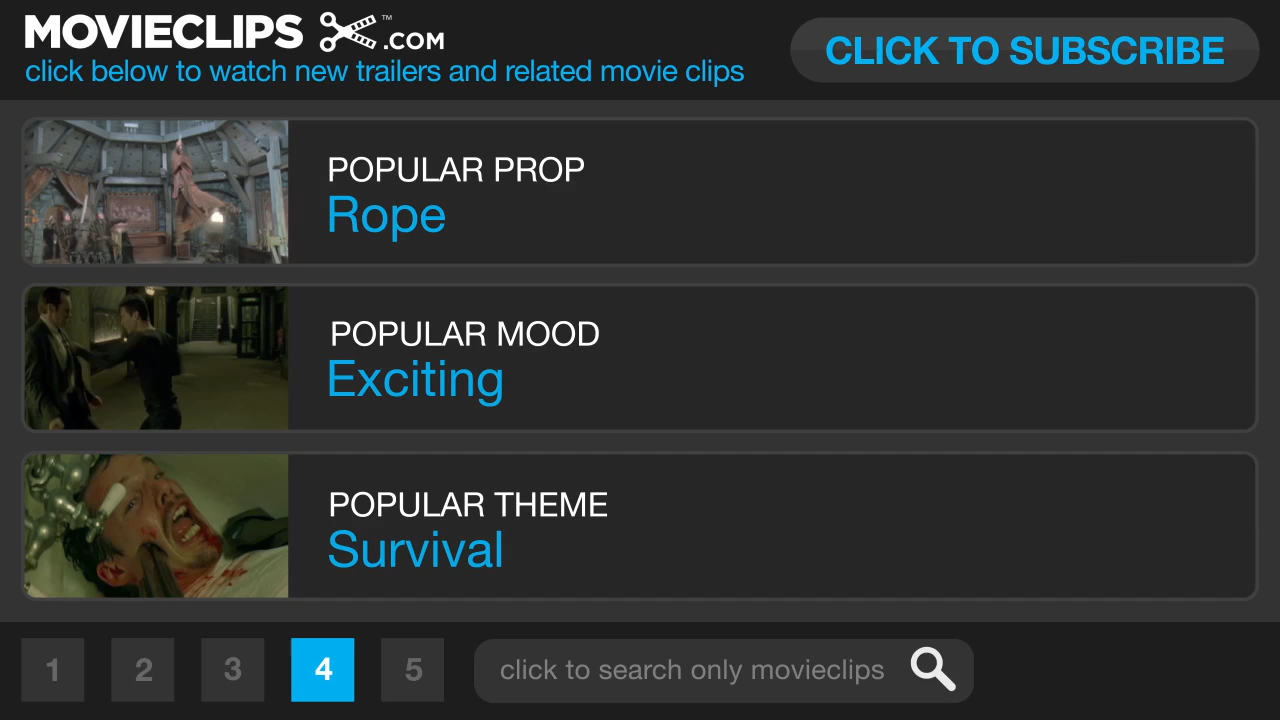 MOVIECLIPS ™ .COM
click below to watch new trailers and related movie clips
CLICK TO SUBSCRIBE
POPULAR PROP
Rope
POPULAR MOOD
Exciting
POPULAR THEME
Survival
1 2 3 4 5
click to search only movieclips